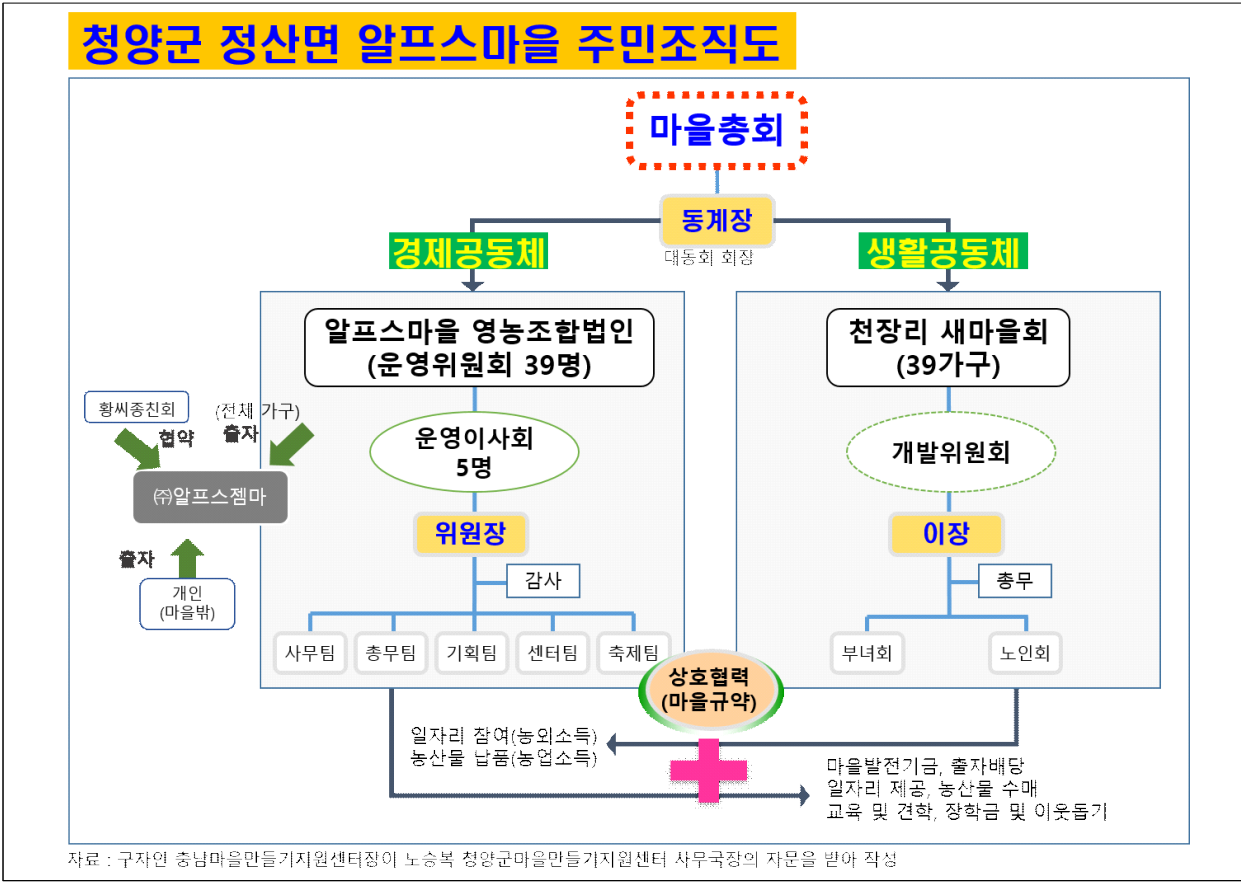 청양군 정산면 알프스마을 주민조직도
마을총회
동계장
대동회 회장
경제공동체
생활공동체
알프스마을 영농조합법인
(운영위원회 39명)
천장리 새마을회
(39가구)
황씨종친회
(전체 가구)
협약
출자
운영이사회
5명
개발위원회
㈜알프스젬마
위원장
이장
출자
감사
총무
개인
(마을밖)
사무팀
총무팀
기획팀
센터팀
축제팀
부녀회
노인회
상호협력
(마을규약)
일자리 참여(농외소득)
농산물 납품(농업소득)
마을발전기금, 출자배당
일자리 제공, 농산물 수매
교육 및 견학, 장학금 및 이웃돕기
자료 : 구자인 충남마을만들기지원센터장이 노승복 청양군마을만들기지원센터 사무국장의 자문을 받아 작성